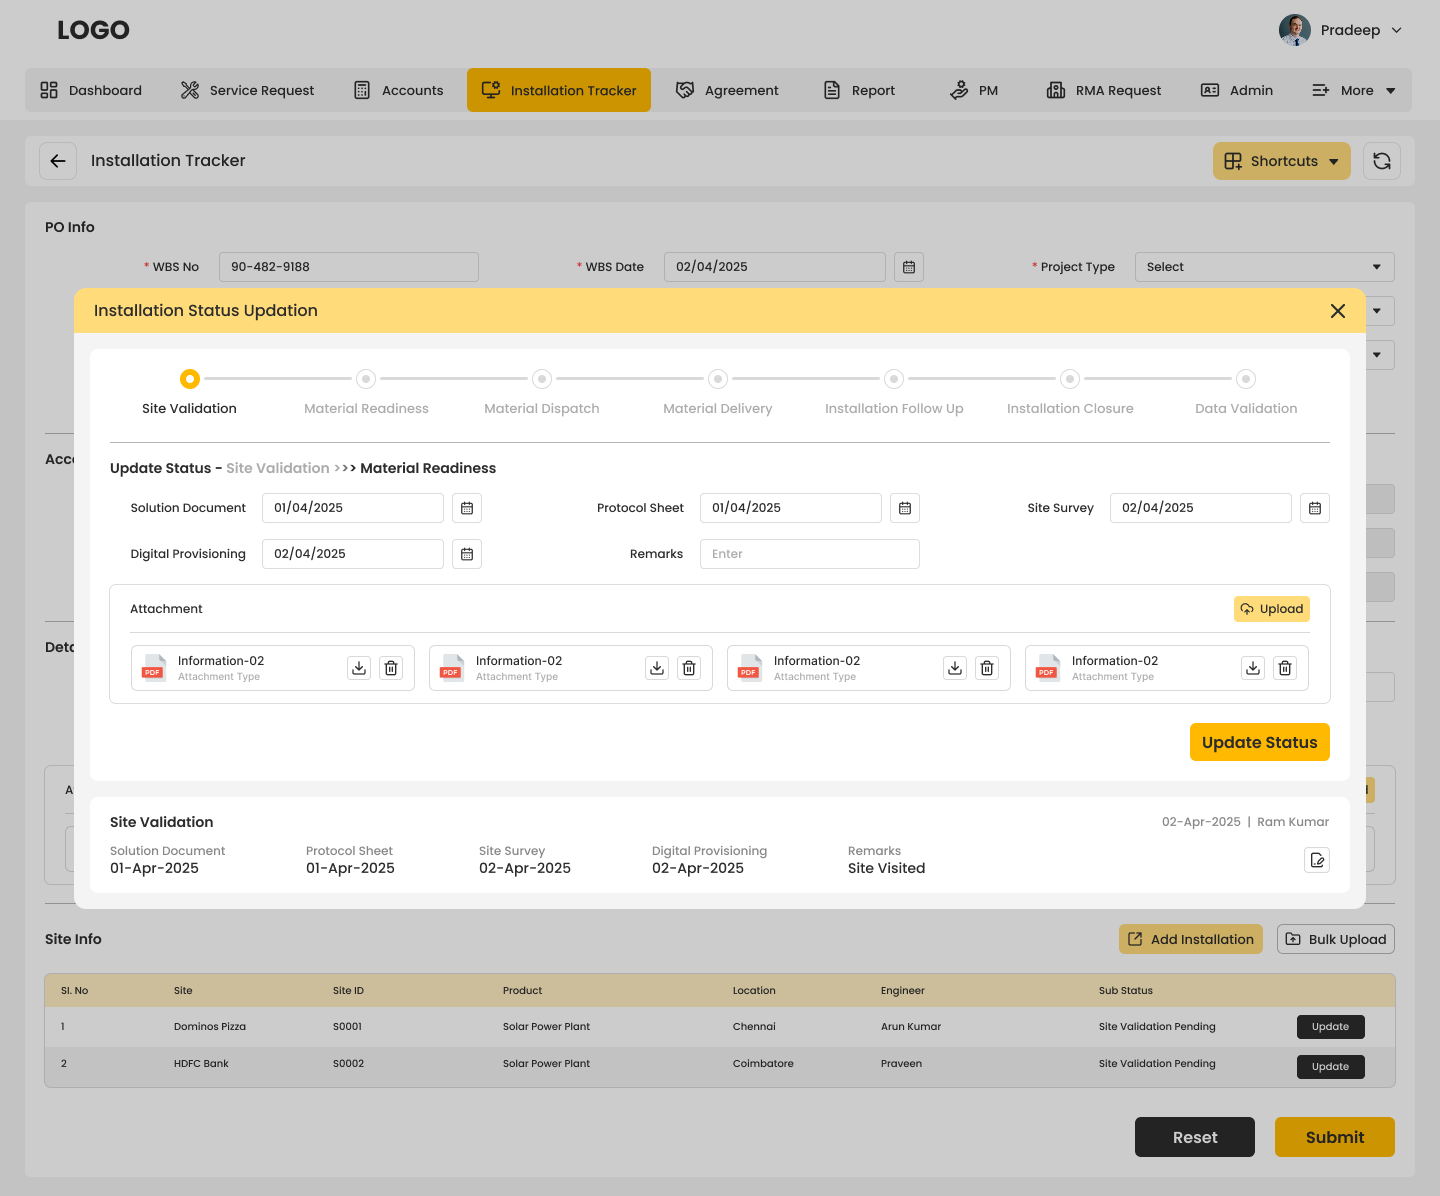 LOGO
Pradeep
Dashboard Service Request Accounts Installation Tracker Agreement Report PM RMA Request Admin More
Installation Tracker
Shortcuts
PO Info
* WBS No 90-482-9188 * WBS Date 02/04/2025 * Project Type Select
Installation Status Updation
Site Validation Material Readiness Material Dispatch Material Delivery Installation Follow Up Installation Closure Data Validation
Update Status - Site Validation >>> Material Readiness
Solution Document 01/04/2025 Protocol Sheet 01/04/2025 Site Survey 02/04/2025
Digital Provisioning 02/04/2025 Remarks Enter
Attachment Upload
PDF Information-02 PDF Information-02 PDF Information-02 PDF Information-02
Attachment Type Attachment Type Attachment Type Attachment Type
Update Status
Site Validation 02-Apr-2025 | Ram Kumar
Solution Document Protocol Sheet Site Survey Digital Provisioning Remarks
01-Apr-2025 01-Apr-2025 02-Apr-2025 02-Apr-2025 Site Visited
Site Info Add Installation Bulk Upload
Sl. No Site Site ID Product Location Engineer Sub Status
1 Dominos Pizza S0001 Solar Power Plant Chennai Arun Kumar Site Validation Pending Update
2 HDFC Bank S0002 Solar Power Plant Coimbatore Praveen Site Validation Pending Update
Reset Submit